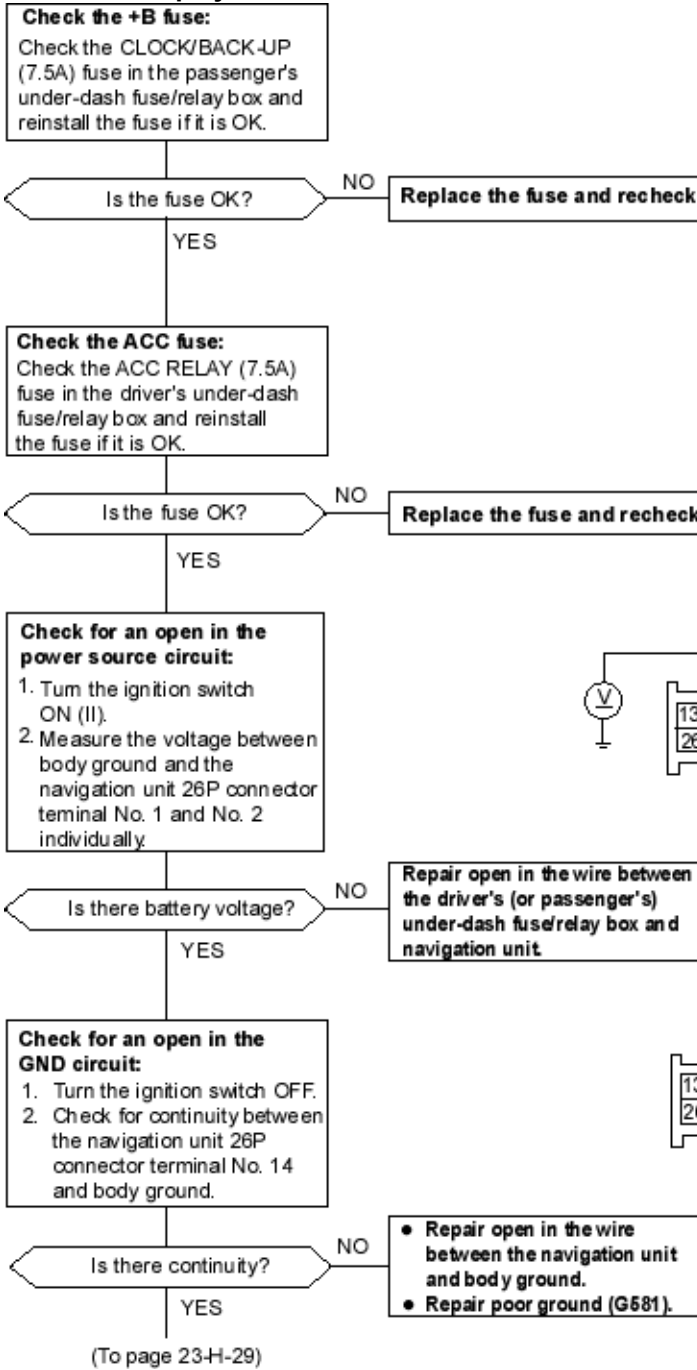 Check the +B fuse:
Check the CLOCK/BACK-UP
(7.5A) fuse in the passenger's
under-dash fuse/relay box and
reinstall the fuse if it is OK.
Is the fuse OK?
NO
Replace the fuse and recheck
YES
Check the ACC fuse:
Check the ACC RELAY (7.5A)
fuse in the driver's under-dash
fuse/relay box and reinstall
the fuse if it is OK.
Is the fuse OK?
NO
Replace the fuse and recheck
YES
Check for an open in the
power source circuit:
1. Turn the ignition switch
ON (II).
2. Measure the voltage between
body ground and the
navigation unit 26P connector
teminal No. 1 and No. 2
individually.
V
13
26
Is there battery voltage?
NO
Repair open in the wire between
the driver's (or passenger's)
under-dash fuse/relay box and
navigation unit.
YES
Check for an open in the
GND circuit:
1. Turn the ignition switch OFF.
2. Check for continuity between
the navigation unit 26P
connector terminal No. 14
and body ground.
13
26
Is there continuity?
NO
● Repair open in the wire
between the navigation unit
and body ground.
● Repair poor ground (G581).
YES
(To page 23-H-29)